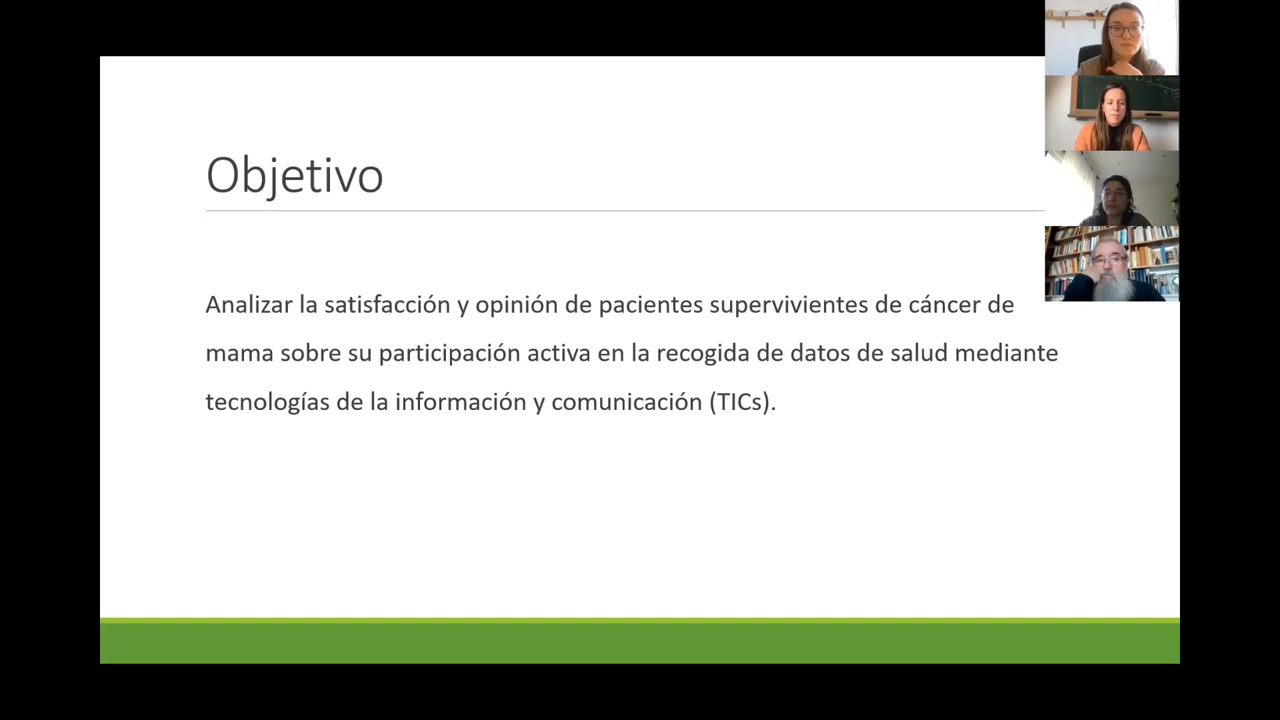 Objetivo
Analizar la satisfacción y opinión de pacientes supervivientes de cáncer de
mama sobre su participación activa en la recogida de datos de salud mediante
tecnologías de la información y comunicación (TICs).